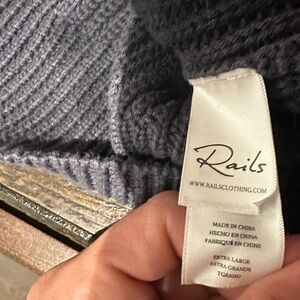 Rails
WWW.RAILSCLOTHING.COM
MADE IN CHINA
HECHO EN CHINA
FABRIQUÉ EN CHINE
EXTRA LARGE
EXTRA GRANDE
TGRAND